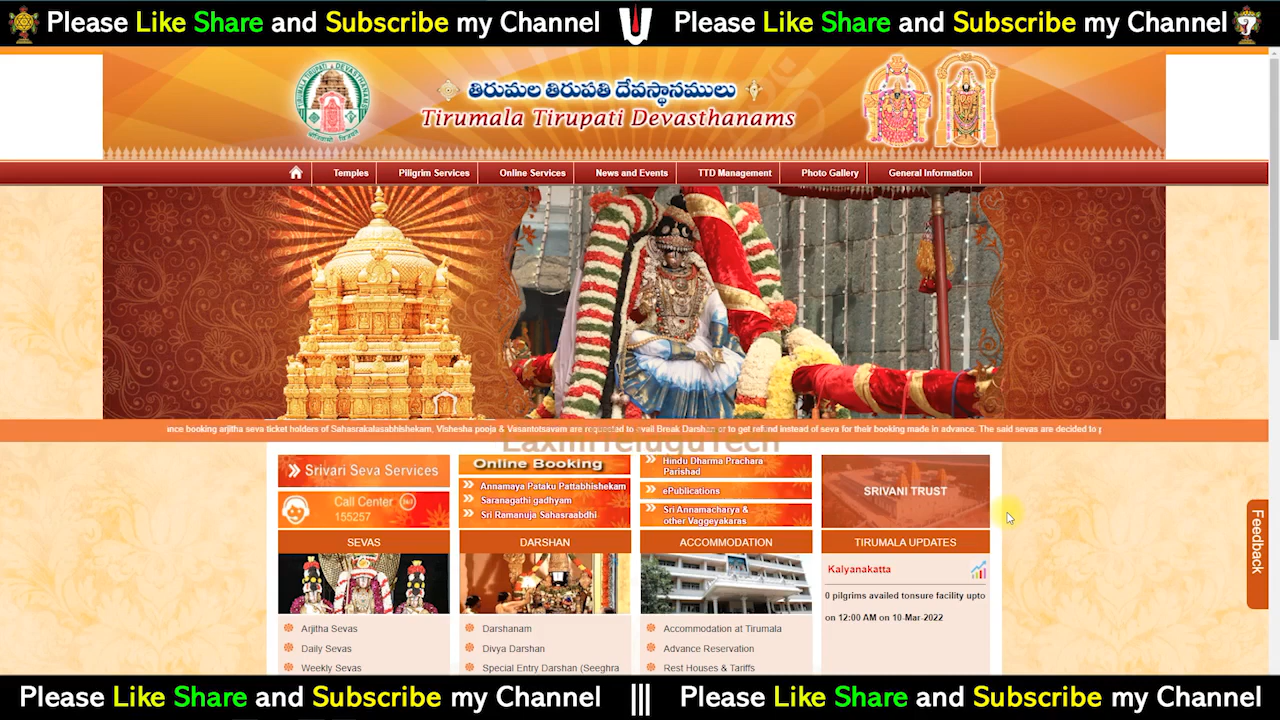 Please Like Share and Subscribe my Channel
Please Like Share and Subscribe my Channel
తిరుమల తిరుపతి దేవస్థానములు
Tirumala Tirupati Devasthanams
Temples
Piligrim Services
Online Services
News and Events
TTD Management
Photo Gallery
General Information
booking arjitha seva ticket holders of Sahasrakalasabhishekam, Vishesha pooja & Vasantotsavam are requested to avail Break Darshan or to get refund instead of seva for their booking made in advance. The said sevas are decided to
LaxmiTeluguTech
Srivari Seva Services
Call Center 24/7
155257
Online Booking
Annamaya Pataku Pattabhishekam
Saranagathi gadhyam
Sri Ramanuja Sahasraabdhi
Hindu Dharma Prachara
Parishad
ePublications
Sri Annamacharya &
other Vaggeyakaras
SRIVANI TRUST
SEVAS
Arjitha Sevas
Daily Sevas
Weekly Sevas
DARSHAN
Darshanam
Divya Darshan
Special Entry Darshan (Seeghra
ACCOMMODATION
Accommodation at Tirumala
Advance Reservation
Rest Houses & Tariffs
TIRUMALA UPDATES
Kalyanakatta
0 pilgrims availed tonsure facility upto
on 12:00 AM on 10-Mar-2022
Feedback
Please Like Share and Subscribe my Channel
Please Like Share and Subscribe my Channel